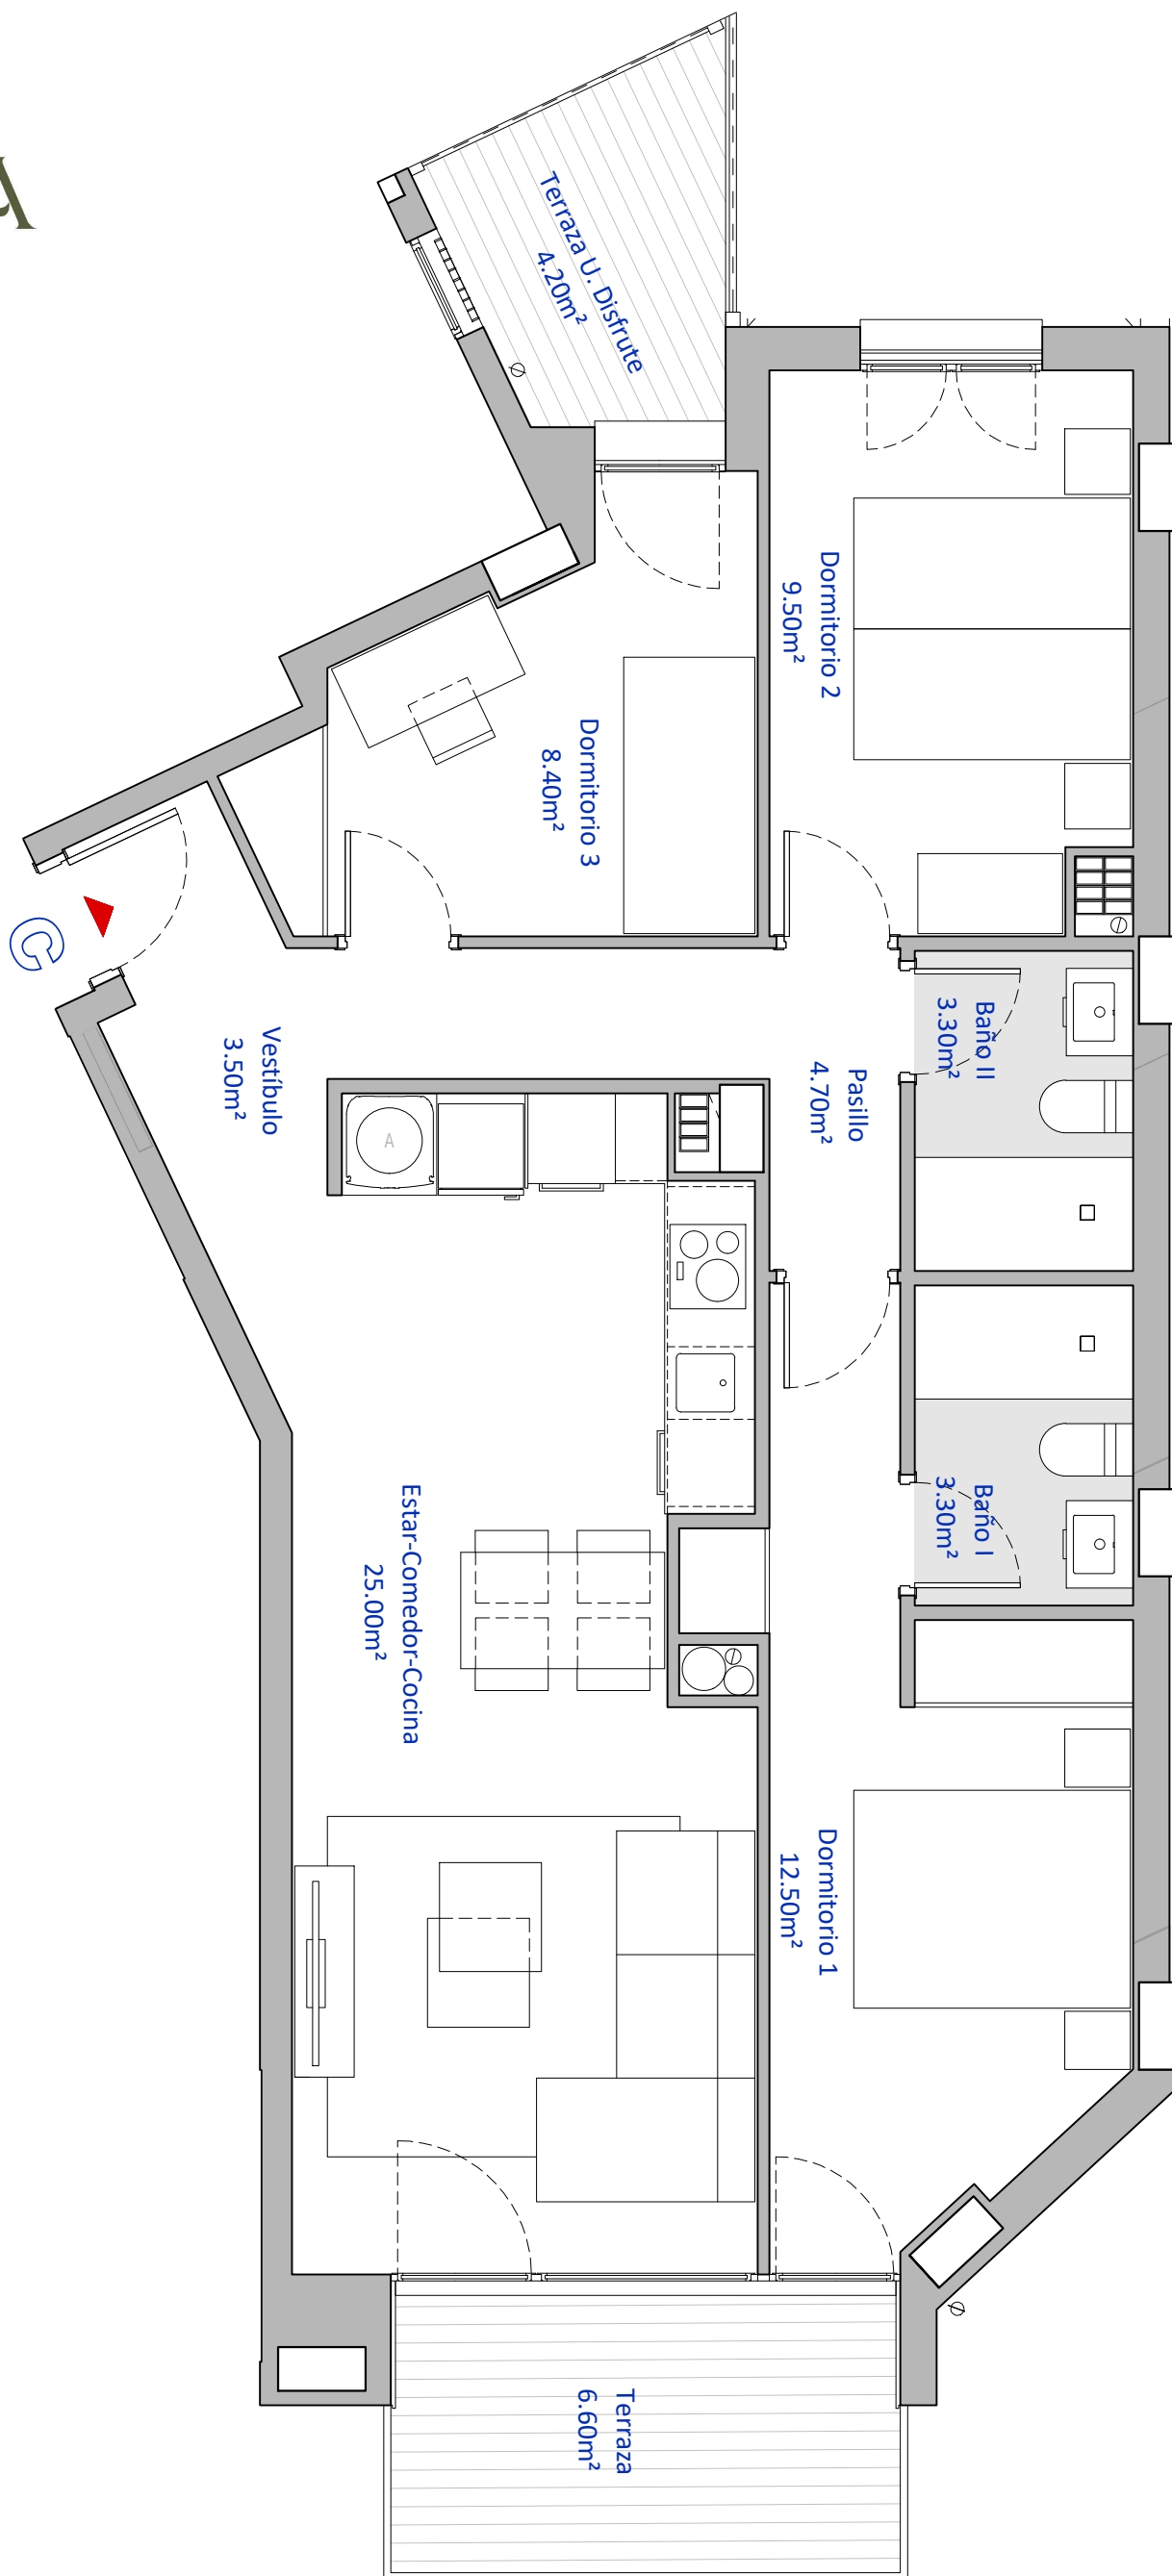 Terraza U. Disfrute
4.20m²
Dormitorio 2
9.50m²
Dormitorio 3
8.40m²
C
Vestíbulo
3.50m²
Baño II
3.30m²
Pasillo
4.70m²
A
Baño I
3.30m²
Estar-Comedor-Cocina
25.00m²
Dormitorio 1
12.50m²
Terraza
6.60m²